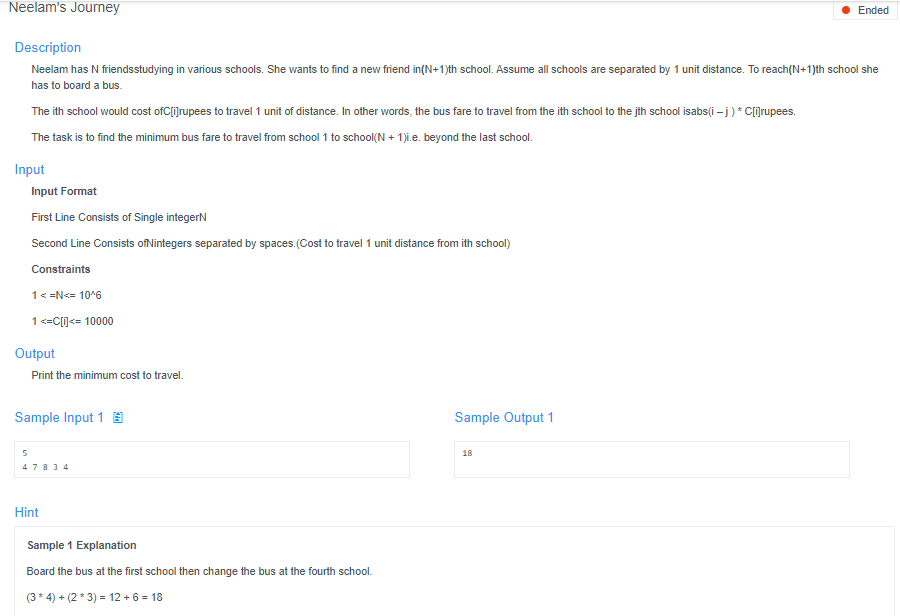 Neelam's Journey
Ended
Description
Neelam has N friendsstudying in various schools. She wants to find a new friend in(N+1)th school. Assume all schools are separated by 1 unit distance. To reach(N+1)th school she
has to board a bus.
The ith school would cost ofC[i]rupees to travel 1 unit of distance. In other words, the bus fare to travel from the ith school to the jth school isabs(i – j ) * C[i]rupees.
The task is to find the minimum bus fare to travel from school 1 to school(N + 1)i.e. beyond the last school.
Input
Input Format
First Line Consists of Single integerN
Second Line Consists ofNintegers separated by spaces.(Cost to travel 1 unit distance from ith school)
Constraints
1 < =N<= 10^6
1 <=C[i]<= 10000
Output
Print the minimum cost to travel.
Sample Input 1
Sample Output 1
5
4 7 8 3 4
18
Hint
Sample 1 Explanation
Board the bus at the first school then change the bus at the fourth school.
(3 * 4) + (2 * 3) = 12 + 6 = 18